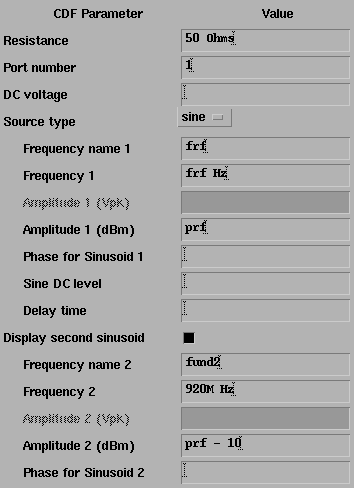 CDF Parameter Value
Resistance 50 Ohms
Port number 1
DC voltage
Source type sine
Frequency name 1 frf
Frequency 1 frf Hz
Amplitude 1 (Vpk)
Amplitude 1 (dBm) prf
Phase for Sinusoid 1
Sine DC level
Delay time
Display second sinusoid
Frequency name 2 fund2
Frequency 2 920M Hz
Amplitude 2 (Vpk)
Amplitude 2 (dBm) prf - 10
Phase for Sinusoid 2